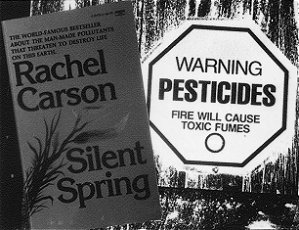 THE WORLD-FAMOUS BESTSELLER
ABOUT THE MAN-MADE POLLUTANTS
THAT THREATEN TO DESTROY LIFE
ON THIS EARTH.
Rachel
Carson
Silent
Spring
WARNING
PESTICIDES
FIRE WILL CAUSE
TOXIC FUMES